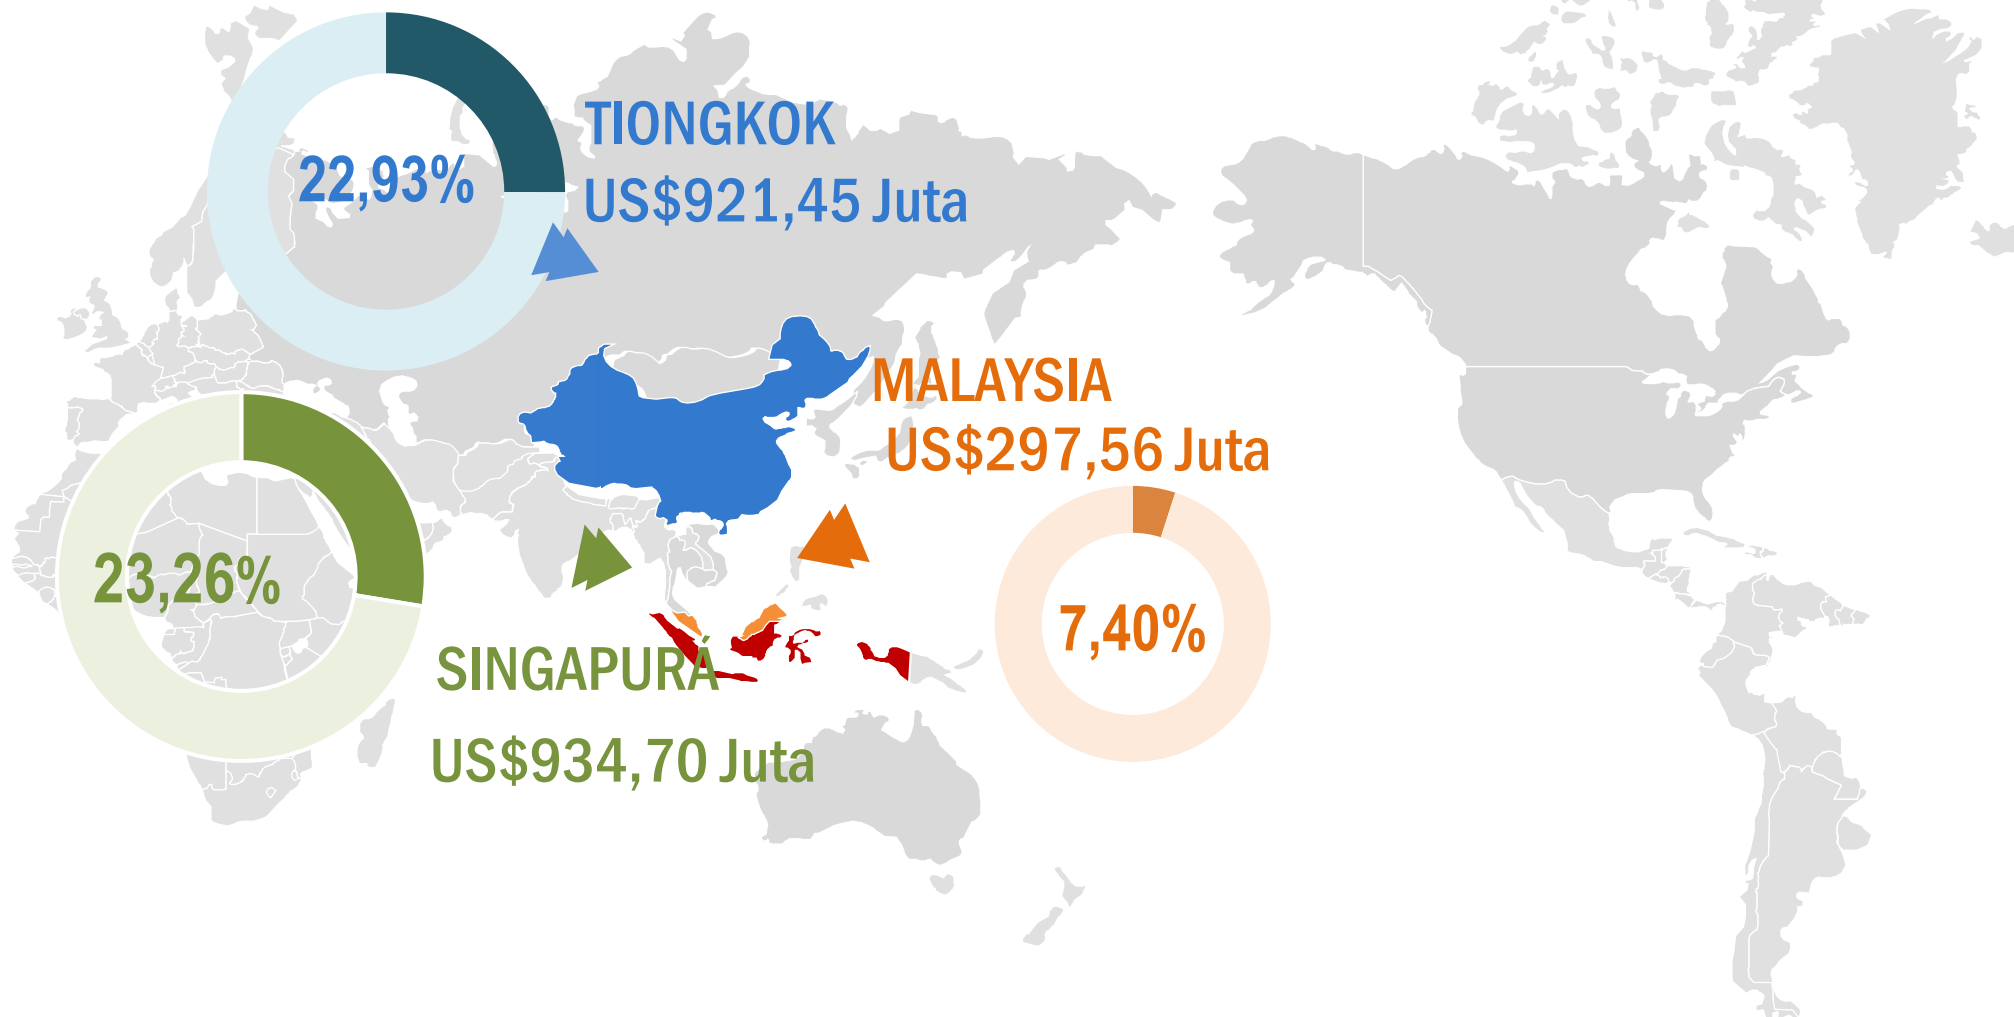 TIONGKOK
US$921,45 Juta
22,93%
MALAYSIA
US$297,56 Juta
7,40%
23,26%
SINGAPURA
US$934,70 Juta